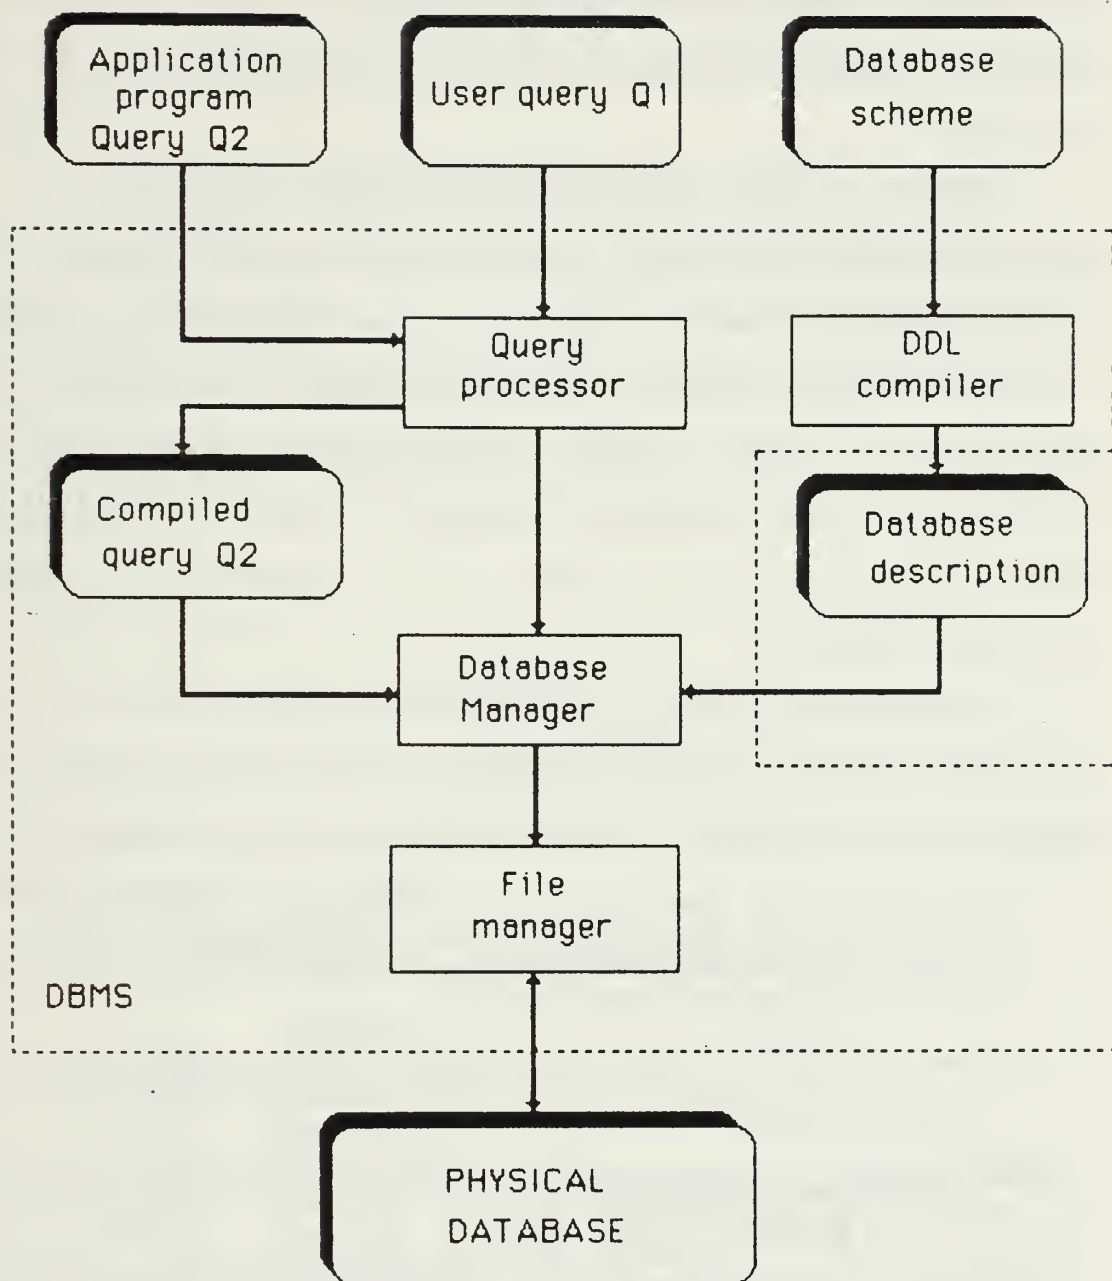 Application
program
Query Q2
User query Q1
Database
scheme
Query
processor
DDL
compiler
Compiled
query Q2
Database
description
Database
Manager
File
manager
DBMS
PHYSICAL
DATABASE